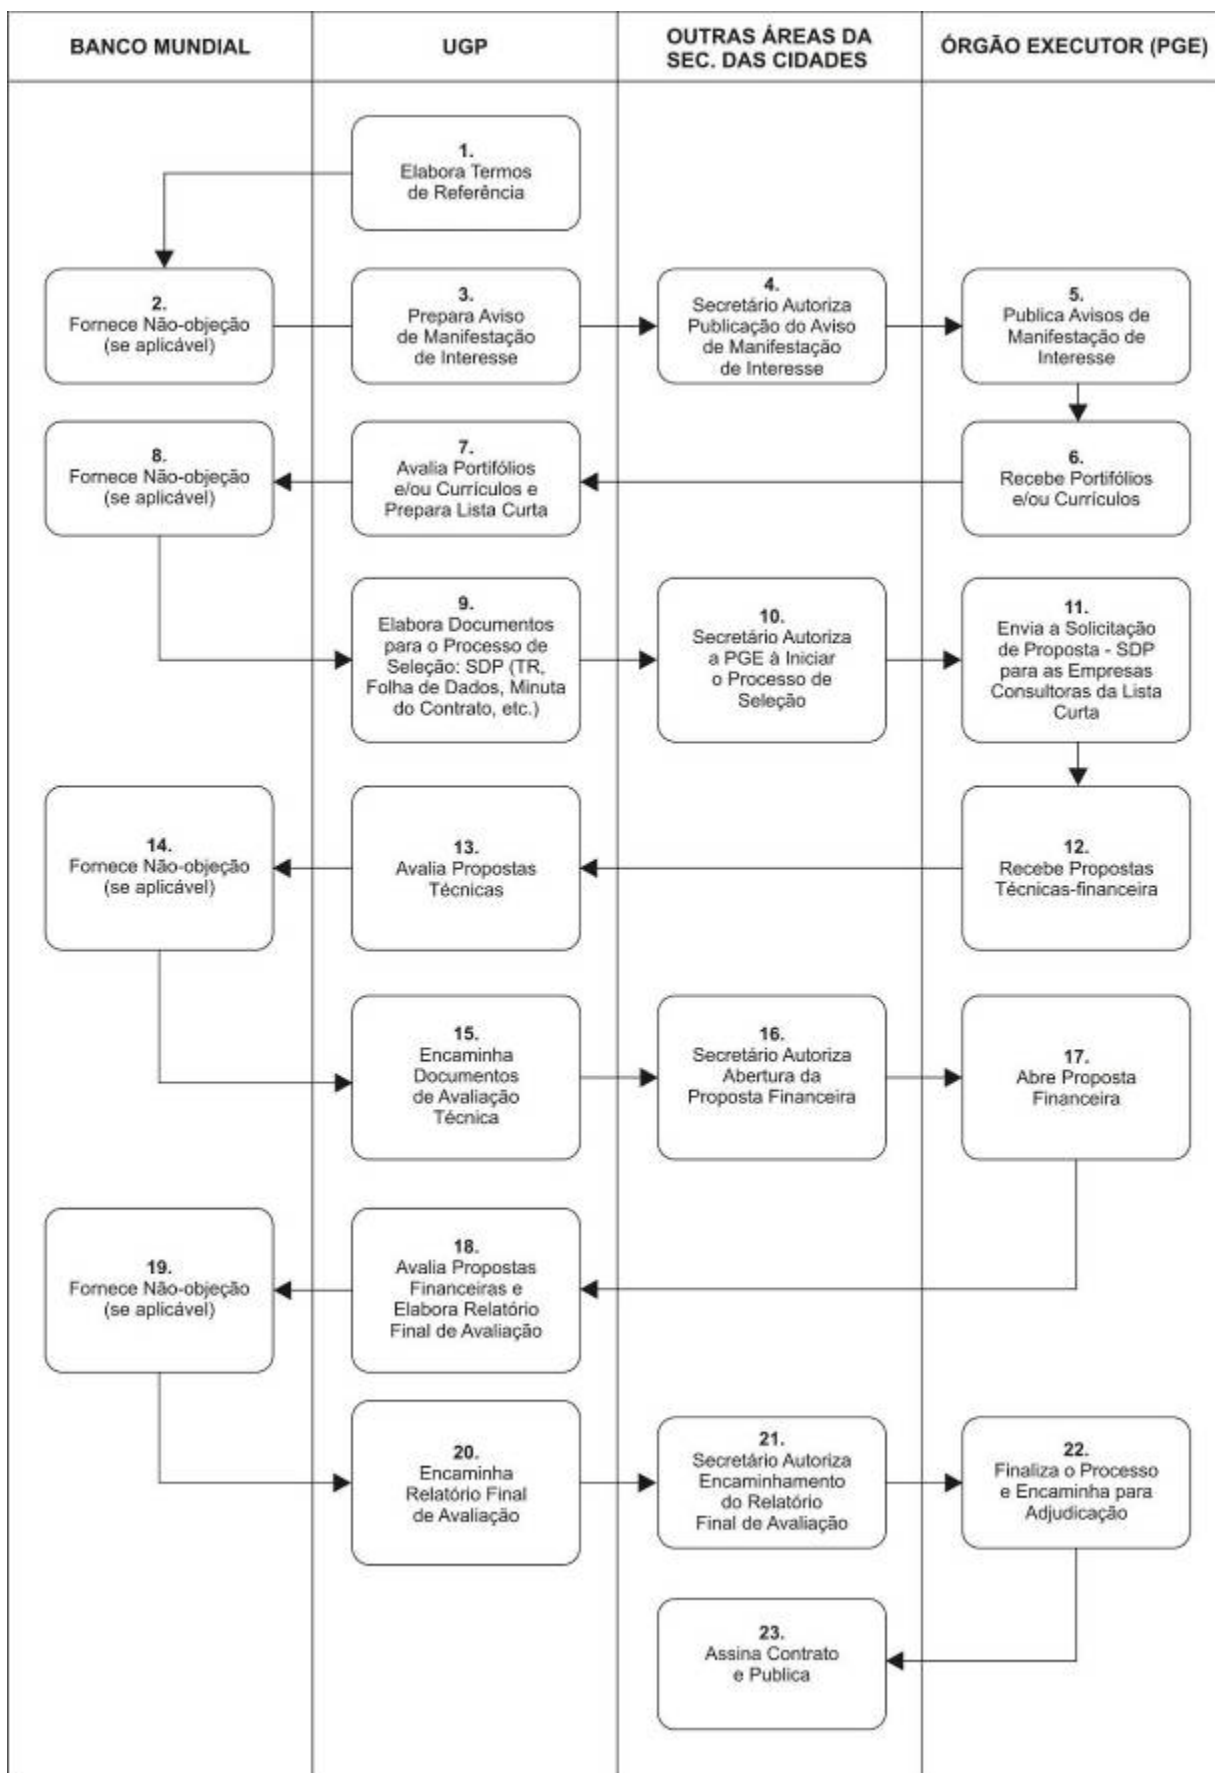 BANCO MUNDIAL
UGP
OUTRAS ÁREAS DA
SEC. DAS CIDADES
ÓRGÃO EXECUTOR (PGE)
1.
Elabora Termos
de Referência
2.
Fornece Não-objeção
(se aplicável)
3.
Prepara Aviso
de Manifestação
de Interesse
4.
Secretário Autoriza
Publicação do Aviso
de Manifestação
de Interesse
5.
Publica Avisos de
Manifestação de
Interesse
6.
Recebe Portifólios
e/ou Currículos
7.
Avalia Portifólios
e/ou Currículos e
Prepara Lista Curta
8.
Fornece Não-objeção
(se aplicável)
9.
Elabora Documentos
para o Processo de
Seleção: SDP (TR,
Folha de Dados, Minuta
do Contrato, etc.)
10.
Secretário Autoriza
a PGE à Iniciar
o Processo de
Seleção
11.
Envia a Solicitação
de Proposta - SDP
para as Empresas
Consultoras da Lista
Curta
12.
Recebe Propostas
Técnicas-financeira
13.
Avalia Propostas
Técnicas
14.
Fornece Não-objeção
(se aplicável)
15.
Encaminha
Documentos
de Avaliação
Técnica
16.
Secretário Autoriza
Abertura da
Proposta Financeira
17.
Abre Proposta
Financeira
18.
Avalia Propostas
Financeiras e
Elabora Relatório
Final de Avaliação
19.
Fornece Não-objeção
(se aplicável)
20.
Encaminha
Relatório Final
de Avaliação
21.
Secretário Autoriza
Encaminhamento
do Relatório
Final de Avaliação
22.
Finaliza o Processo
e Encaminha para
Adjudicação
23.
Assina Contrato
e Publica